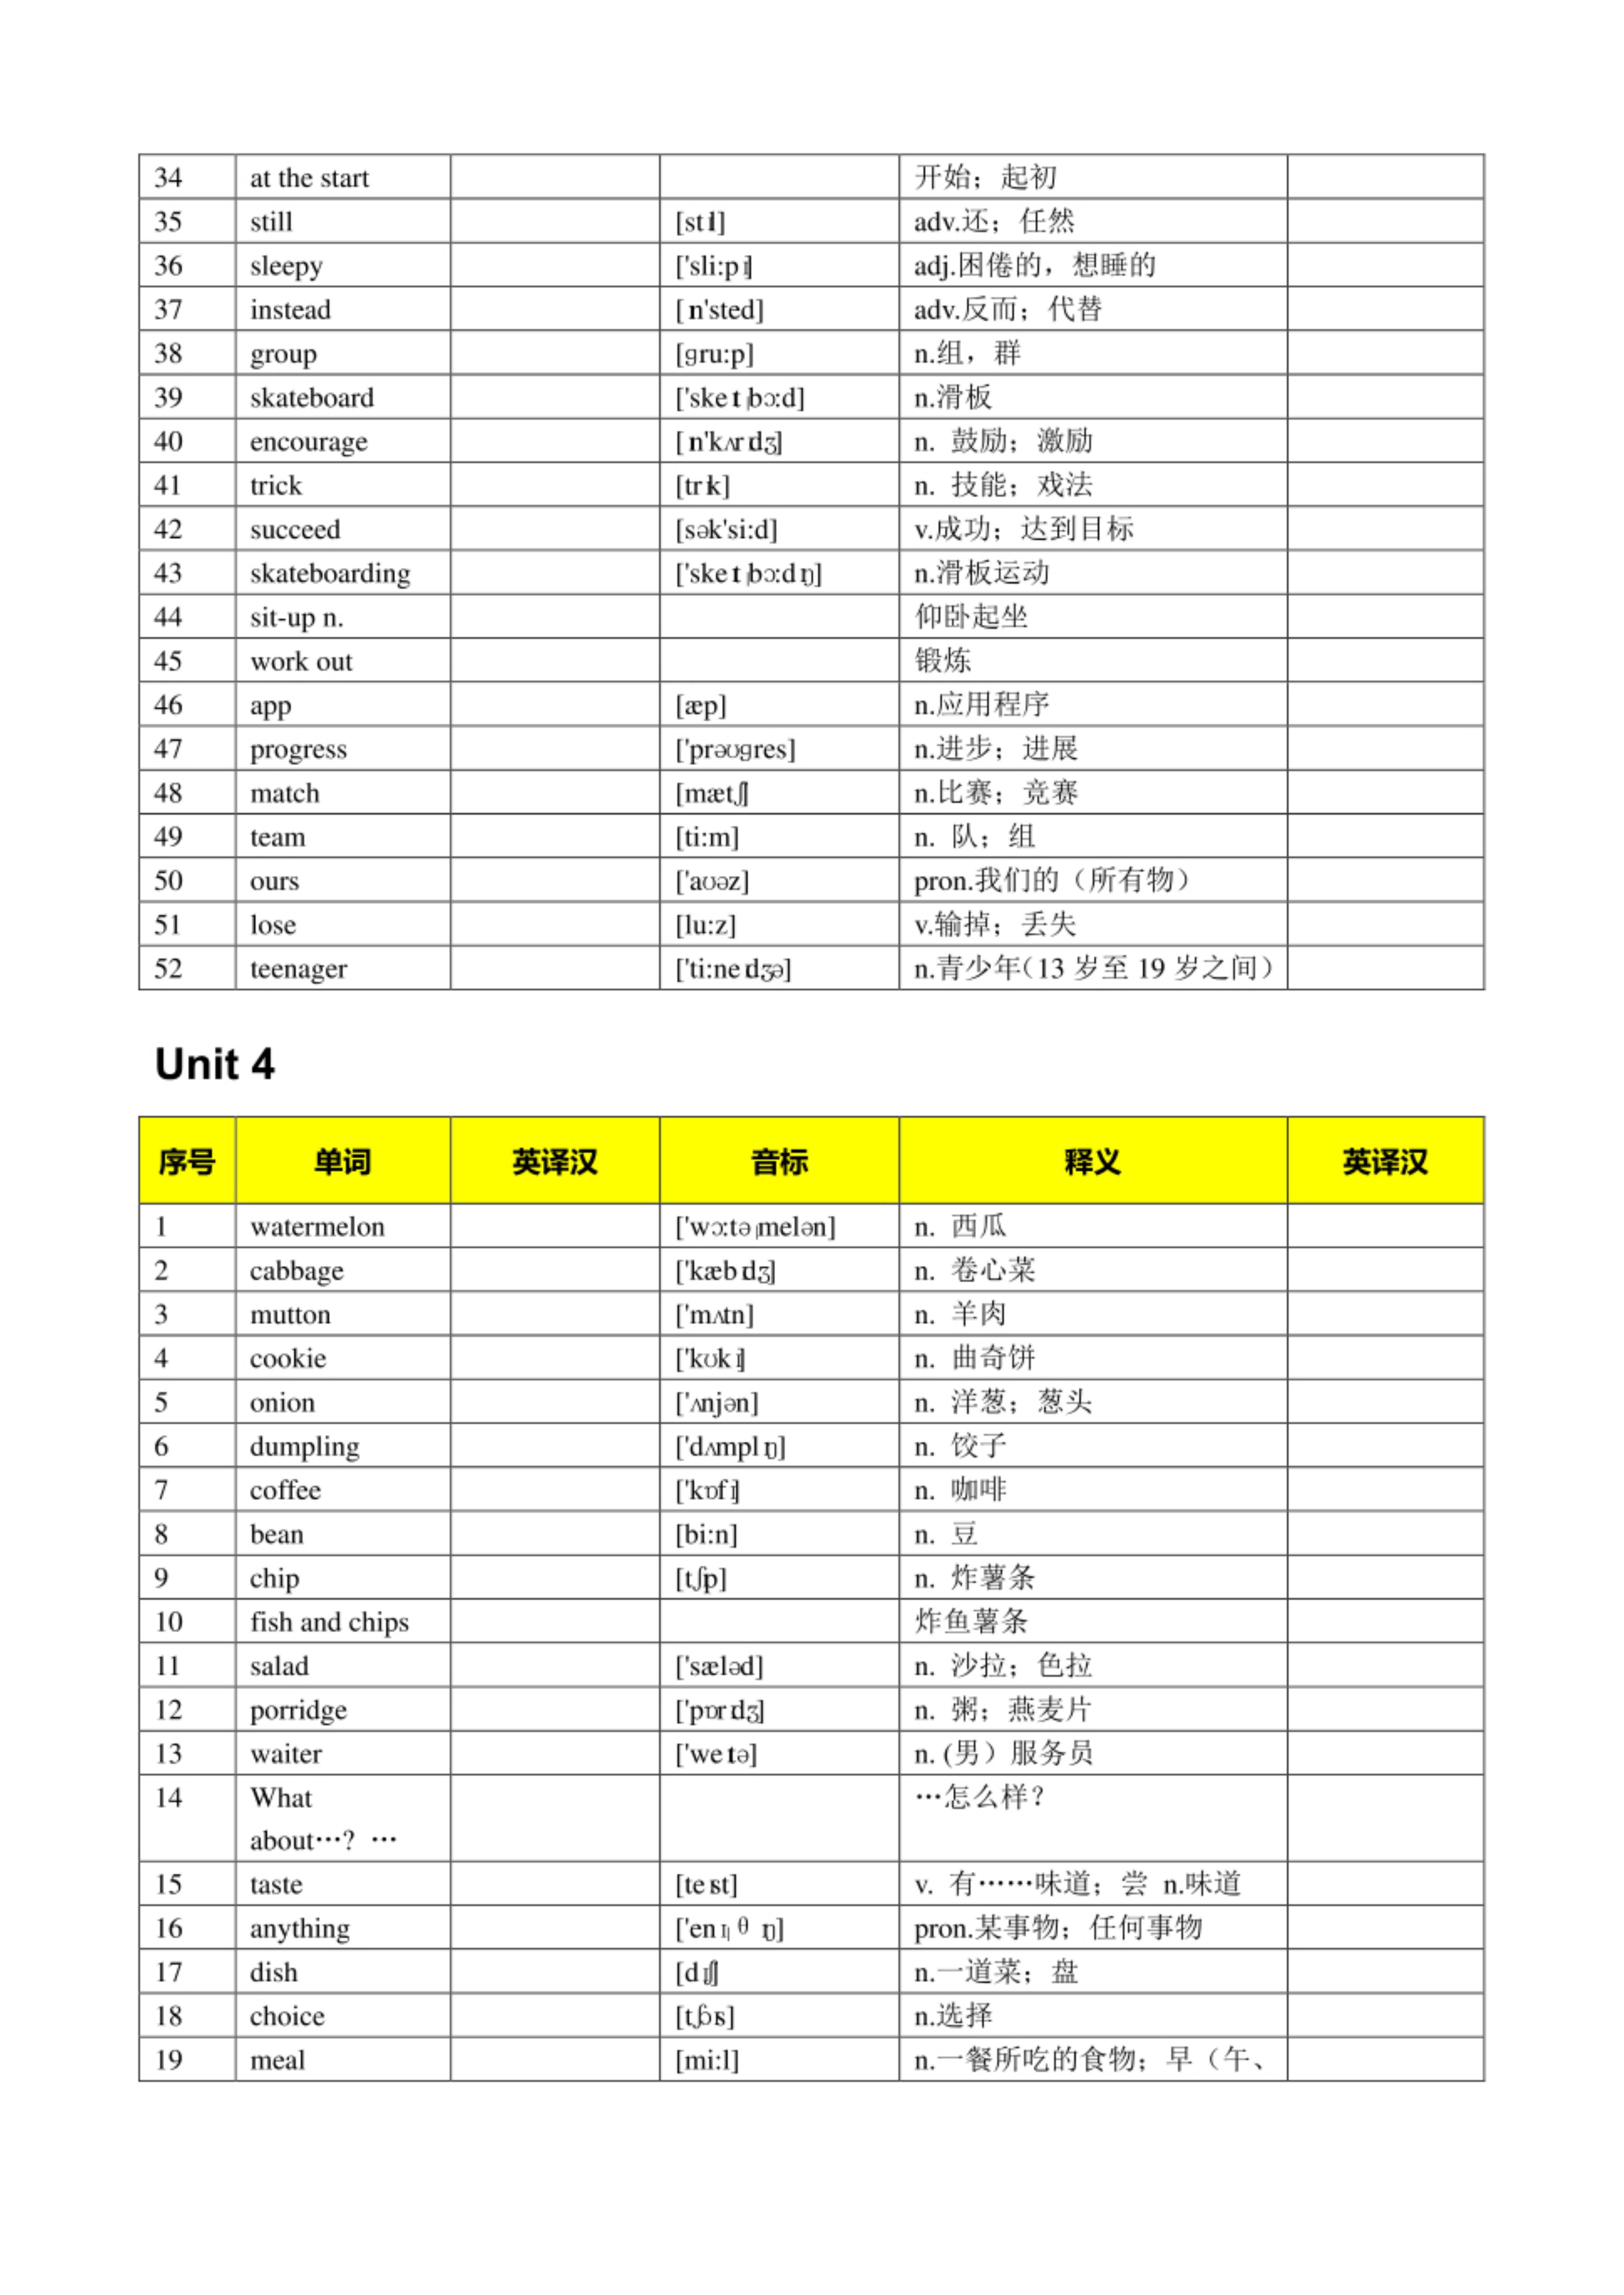 34 at the start 开始；起初
35 still [stɪl] adv.还；任然
36 sleepy ['sli:pɪ] adj.困倦的，想睡的
37 instead [ɪn'sted] adv.反而；代替
38 group [gru:p] n.组，群
39 skateboard ['skeɪtˌbɔ:d] n.滑板
40 encourage [ɪn'kʌrɪdʒ] n. 鼓励；激励
41 trick [trɪk] n. 技能；戏法
42 succeed [sək'si:d] v.成功；达到目标
43 skateboarding ['skeɪtˌbɔ:dɪŋ] n.滑板运动
44 sit-up n. 仰卧起坐
45 work out 锻炼
46 app [æp] n.应用程序
47 progress ['prəʊgres] n.进步；进展
48 match [mætʃ] n.比赛；竞赛
49 team [ti:m] n. 队；组
50 ours ['aʊəz] pron.我们的（所有物）
51 lose [lu:z] v.输掉；丢失
52 teenager ['ti:neɪdʒə] n.青少年（13 岁至 19 岁之间）
Unit 4
序号 单词 英译汉 音标 释义 英译汉
1 watermelon ['wɔ:təˌmelən] n. 西瓜
2 cabbage ['kæbɪdʒ] n. 卷心菜
3 mutton ['mʌtn] n. 羊肉
4 cookie ['kʊkɪ] n. 曲奇饼
5 onion ['ʌnjən] n. 洋葱；葱头
6 dumpling ['dʌmplɪŋ] n. 饺子
7 coffee ['kɒfɪ] n. 咖啡
8 bean [bi:n] n. 豆
9 chip [tʃɪp] n. 炸薯条
10 fish and chips 炸鱼薯条
11 salad ['sæləd] n. 沙拉；色拉
12 porridge ['pɒrɪdʒ] n. 粥；燕麦片
13 waiter ['weɪtə] n. (男）服务员
14 What …怎么样？
about…? …
15 taste [teɪst] v. 有……味道；尝 n.味道
16 anything ['enɪˌθɪŋ] pron.某事物；任何事物
17 dish [dɪʃ] n.一道菜；盘
18 choice [tʃɔɪs] n.选择
19 meal [mi:l] n.一餐所吃的食物；早（午、